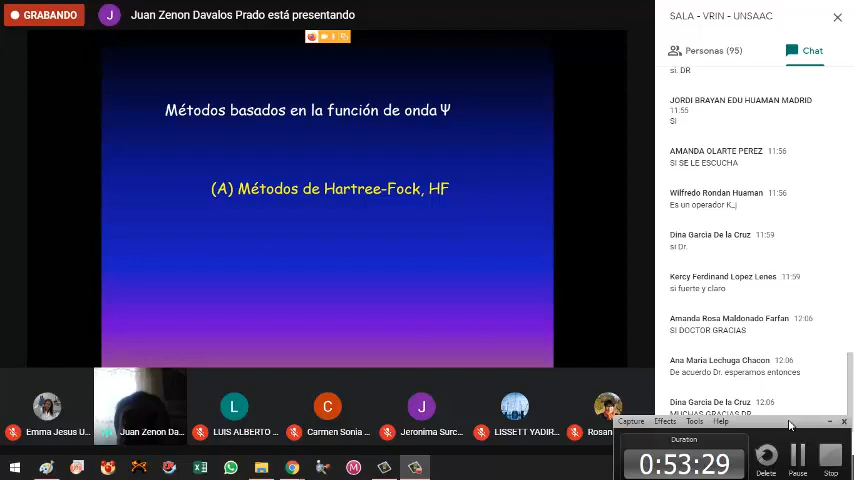 GRABANDO
J
Juan Zenon Davalos Prado está presentando
SALA - VRIN - UNSAAC
Personas (95)
Chat
Métodos basados en la función de onda Ψ
(A) Métodos de Hartree-Fock, HF
si. DR
JORDI BRAYAN EDU HUAMAN MADRID
11:55
SI
AMANDA OLARTE PEREZ 11:56
SI SE LE ESCUCHA
Wilfredo Rondan Huaman 11:56
Es un operador K_j
Dina Garcia De la Cruz 11:59
si Dr.
Kercy Ferdinand Lopez Lenes 11:59
si fuerte y claro
Amanda Rosa Maldonado Farfan 12:06
SI DOCTOR GRACIAS
Ana Maria Lechuga Chacon 12:06
De acuerdo Dr. esperamos entonces
Dina Garcia De la Cruz 12:06
MUCHAS GRACIAS DR
L
C
J
Emma Jesus U...
Juan Zenon Da...
LUIS ALBERTO ...
Carmen Sonia ...
Jeronima Surc...
LISSETT YADIR...
Rosan
Capture Effects Tools Help
Duration
0:53:29
Delete
Pause
Stop